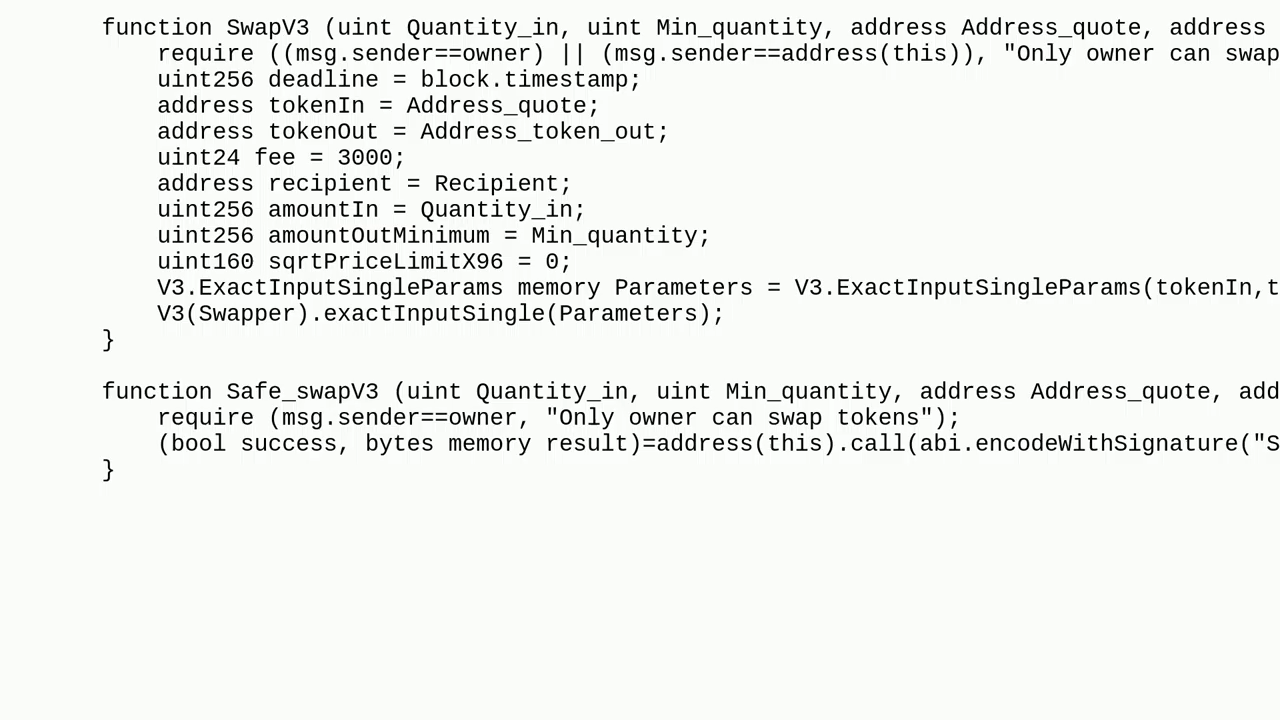 function SwapV3 (uint Quantity_in, uint Min_quantity, address Address_quote, address
require ((msg.sender==owner) || (msg.sender==address(this)), "Only owner can swap
uint256 deadline = block.timestamp;
address tokenIn = Address_quote;
address tokenOut = Address_token_out;
uint24 fee = 3000;
address recipient = Recipient;
uint256 amountIn = Quantity_in;
uint256 amountOutMinimum = Min_quantity;
uint160 sqrtPriceLimitX96 = 0;
V3.ExactInputSingleParams memory Parameters = V3.ExactInputSingleParams(tokenIn,t
V3(Swapper).exactInputSingle(Parameters);
}
function Safe_swapV3 (uint Quantity_in, uint Min_quantity, address Address_quote, add
require (msg.sender==owner, "Only owner can swap tokens");
(bool success, bytes memory result)=address(this).call(abi.encodeWithSignature("S
}